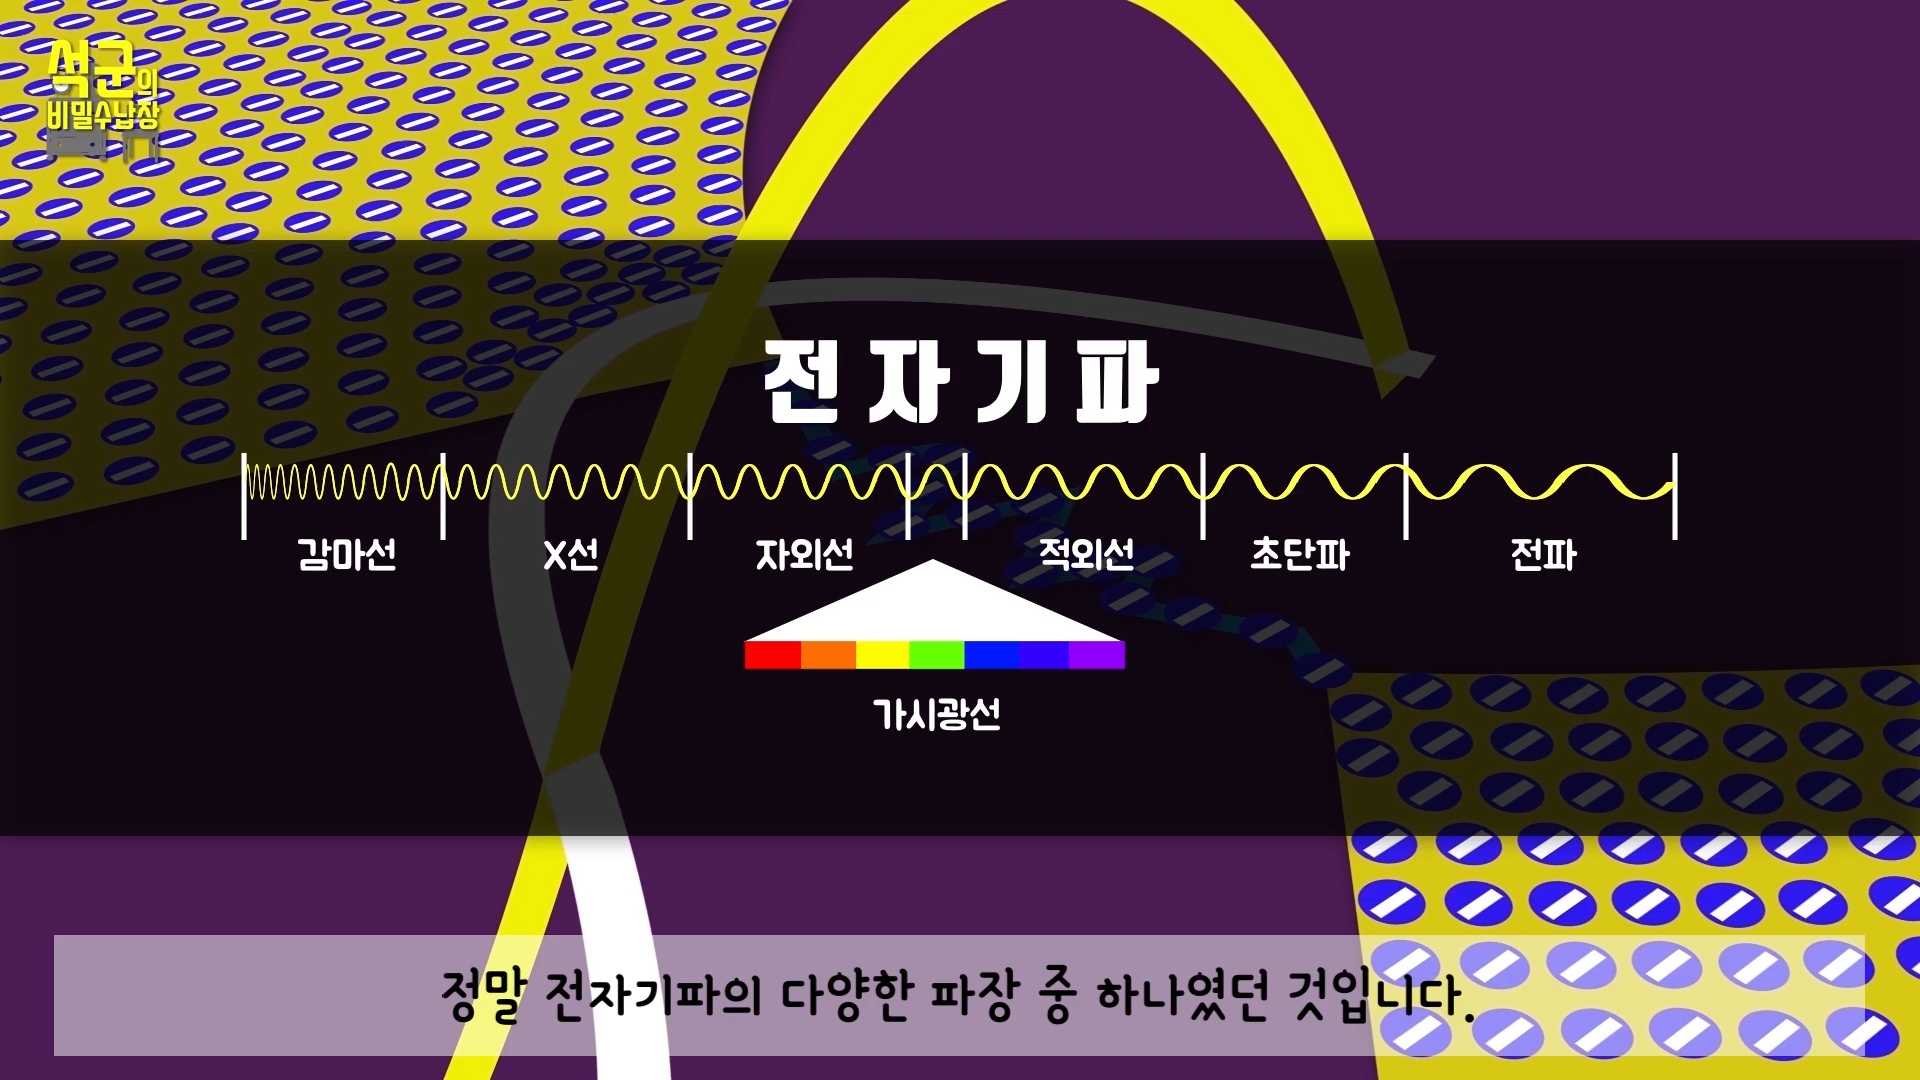 석군의
비밀수납장
전자기파
감마선 X선 자외선 적외선 초단파 전파
가시광선
정말 전자기파의 다양한 파장 중 하나였던 것입니다.